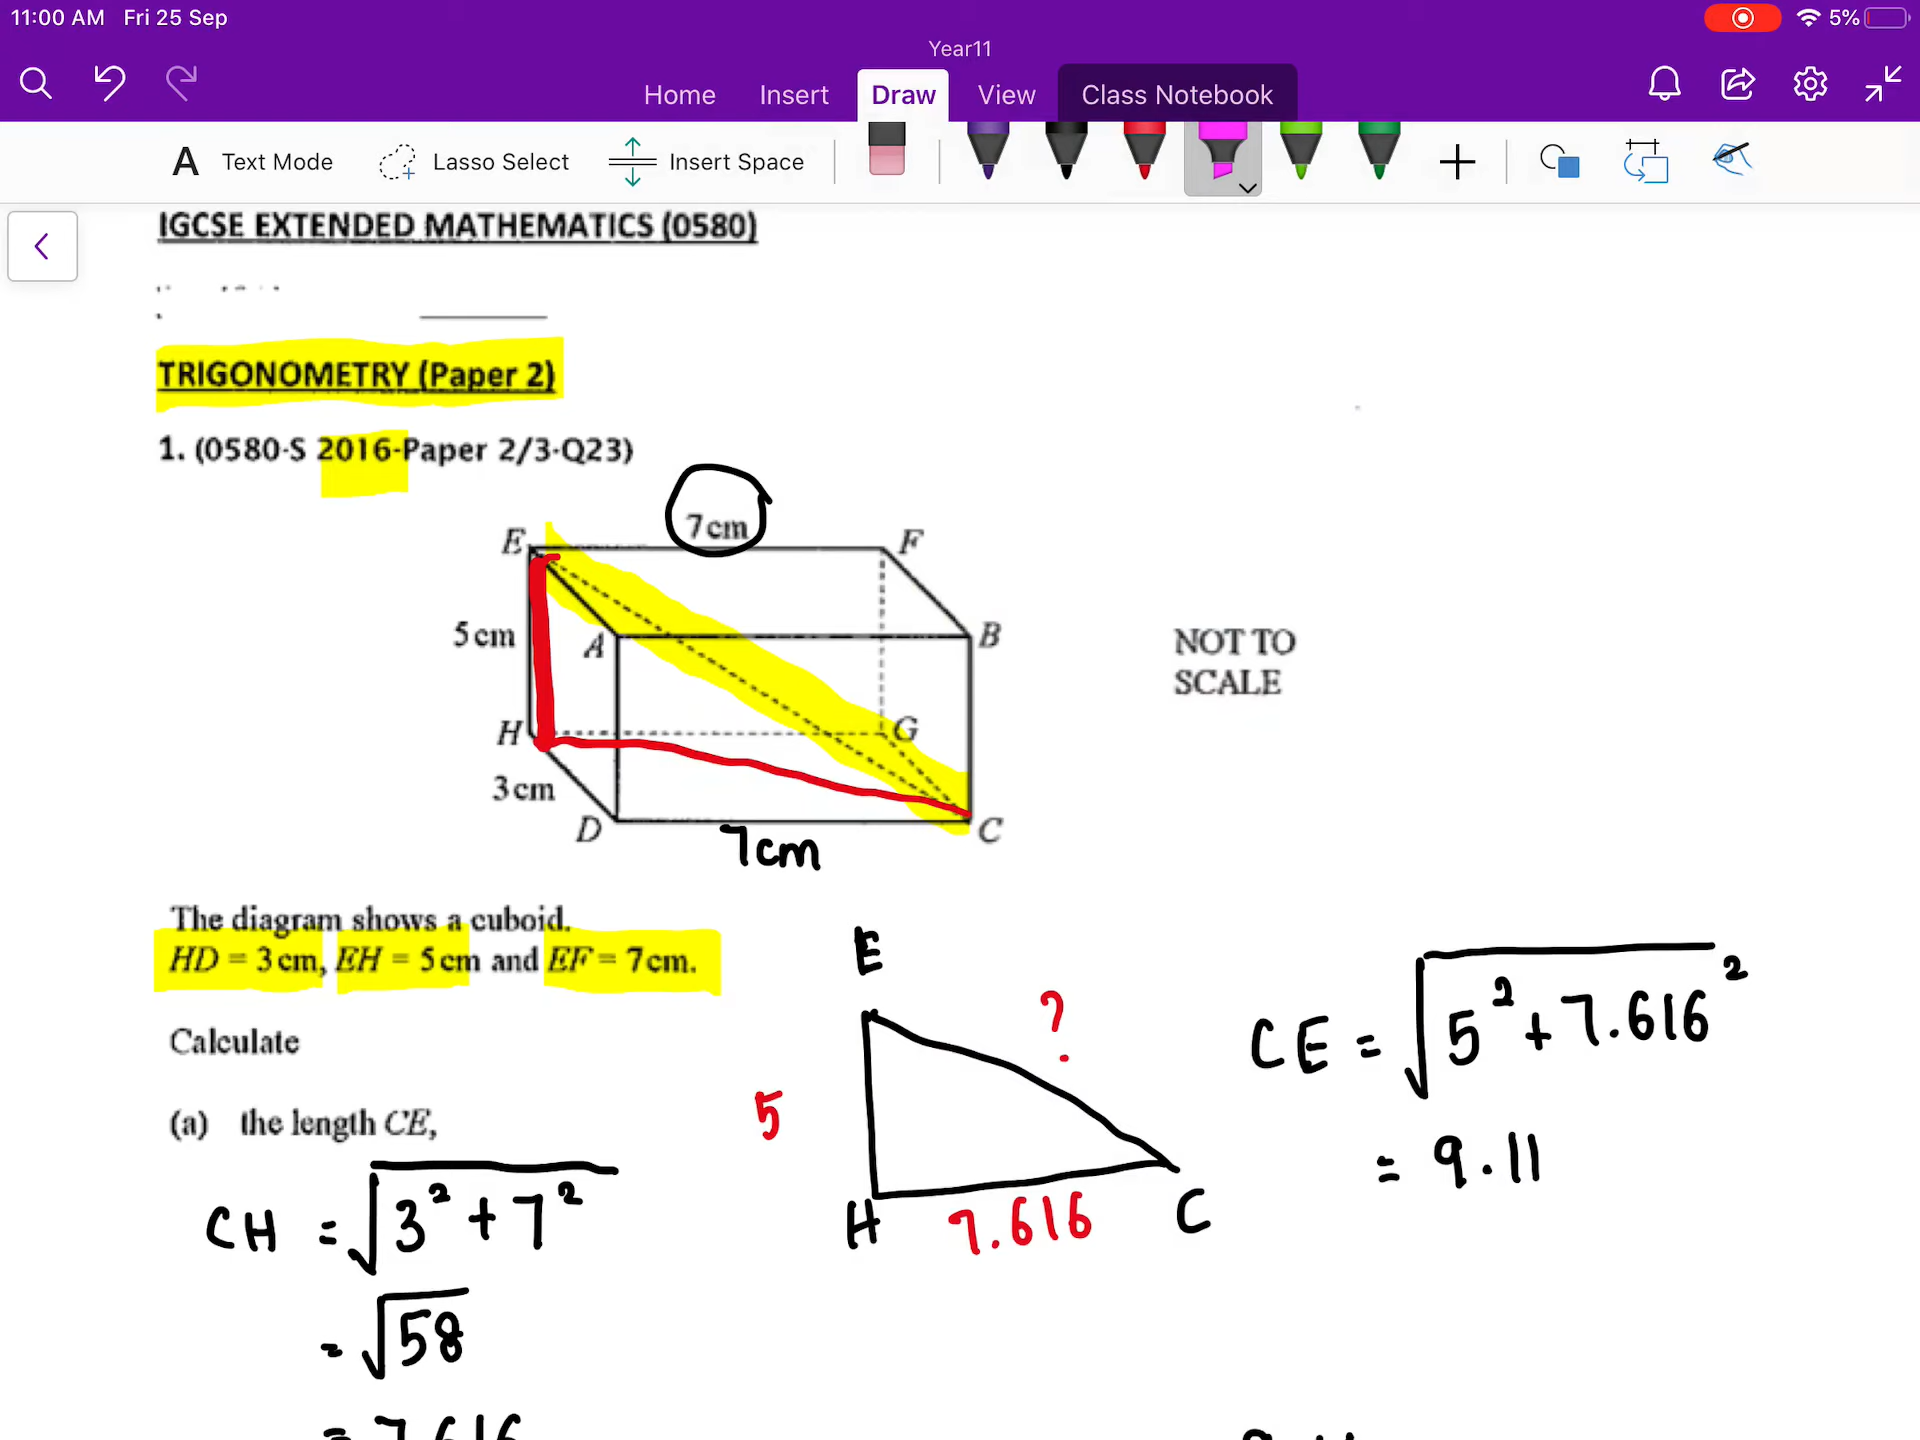 11:00 AM Fri 25 Sep
5%
Year11
Home Insert Draw View Class Notebook
A Text Mode Lasso Select Insert Space
IGCSE EXTENDED MATHEMATICS (0580)
TRIGONOMETRY (Paper 2)
1. (0580-S 2016-Paper 2/3-Q23)
7cm
E
F
5cm
A
B
NOT TO
SCALE
H
G
3cm
D
C
7cm
The diagram shows a cuboid.
HD = 3cm, EH = 5cm and EF = 7cm.
Calculate
(a) the length CE,
CH = √3² + 7²
= √58
= 7.616
E
?
5
H
7.616
C
CE = √5² + 7.616²
= 9.11